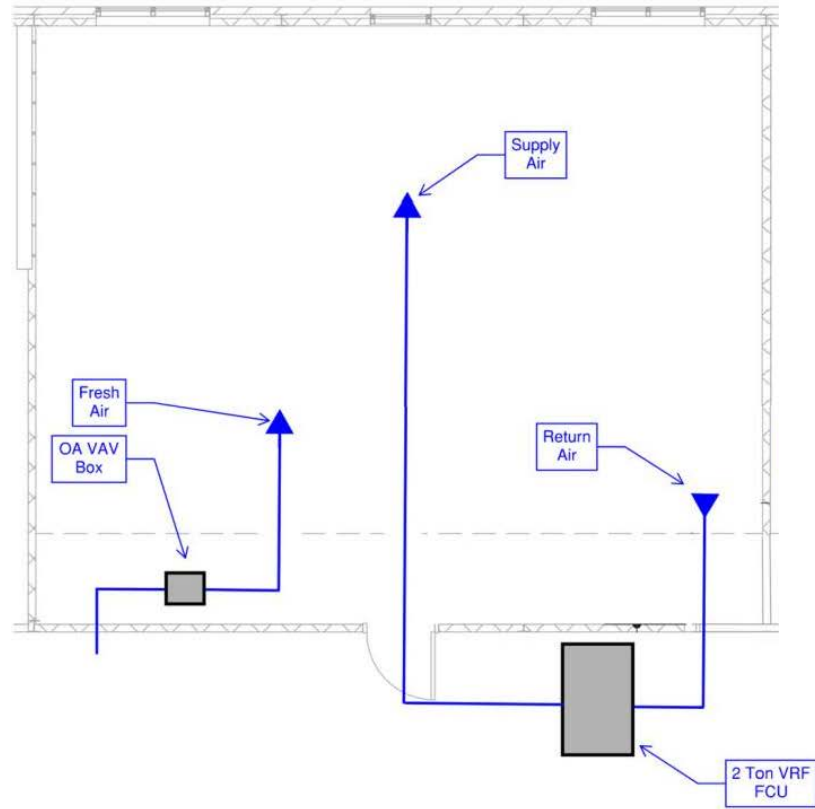 Supply
Air
Fresh
Air
OA VAV
Box
Return
Air
2 Ton VRF
FCU